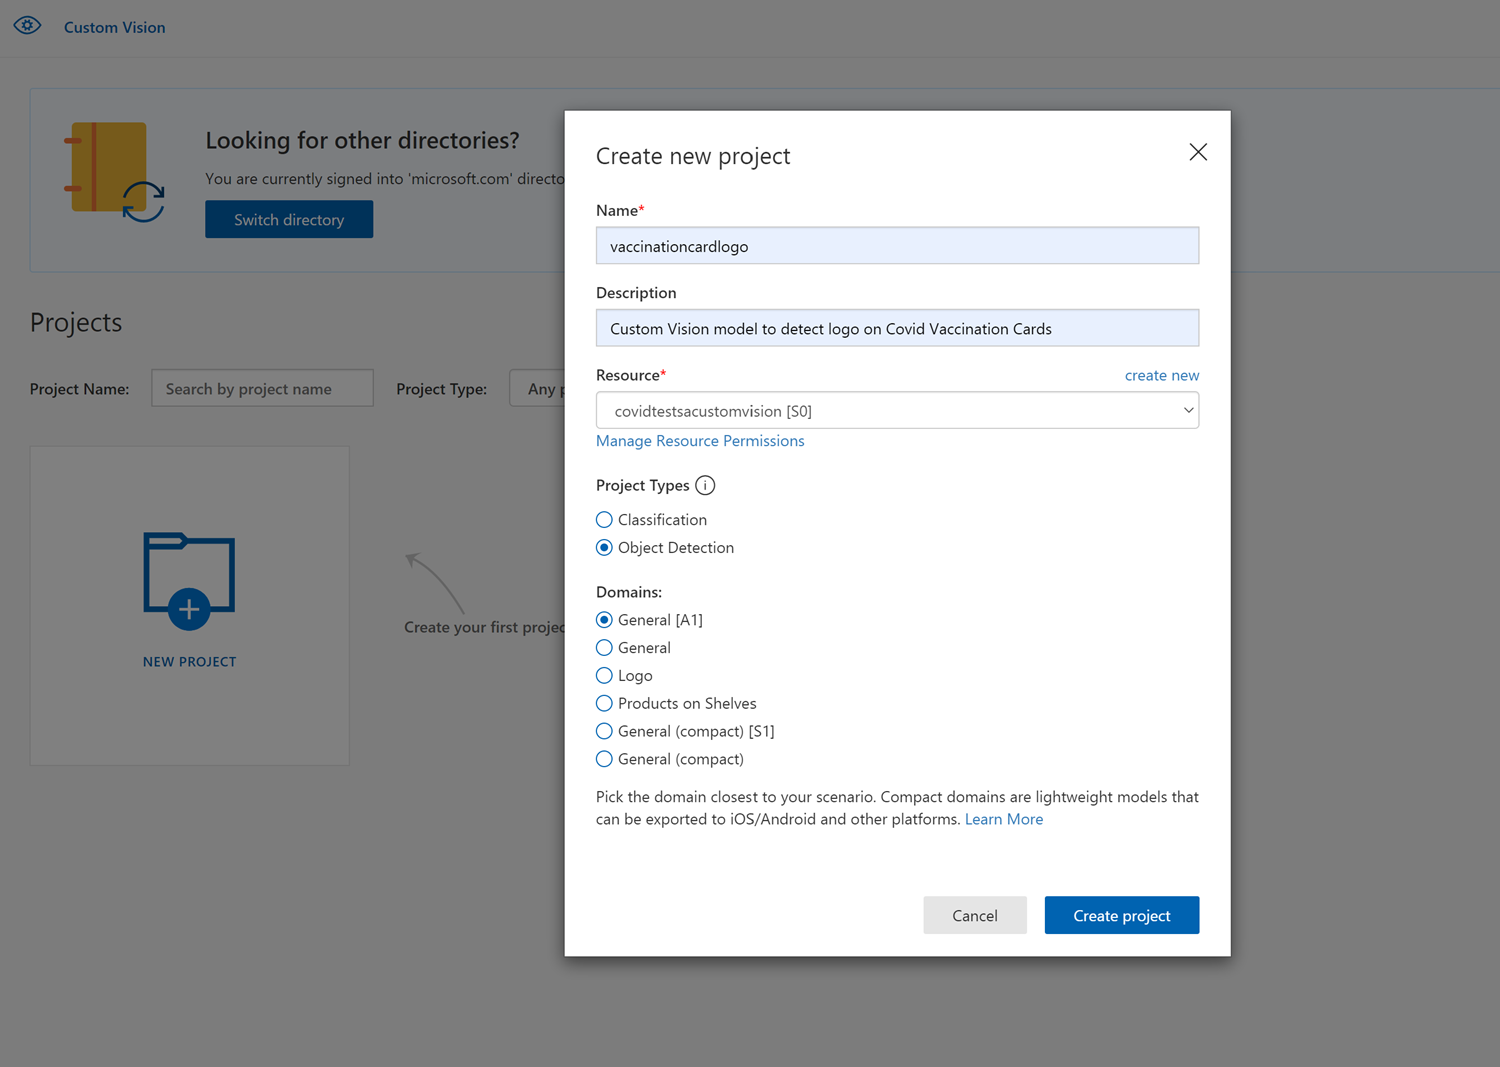 Custom Vision
Looking for other directories?
You are currently signed into 'microsoft.com' directo
Switch directory
Projects
Project Name:
Search by project name
Project Type:
Any p
NEW PROJECT
Create your first projec
Create new project
Name*
vaccinationcardlogo
Description
Custom Vision model to detect logo on Covid Vaccination Cards
Resource*
create new
covidtestsacustomvision [S0]
Manage Resource Permissions
Project Types
Classification
Object Detection
Domains:
General [A1]
General
Logo
Products on Shelves
General (compact) [S1]
General (compact)
Pick the domain closest to your scenario. Compact domains are lightweight models that
can be exported to iOS/Android and other platforms. Learn More
Cancel
Create project